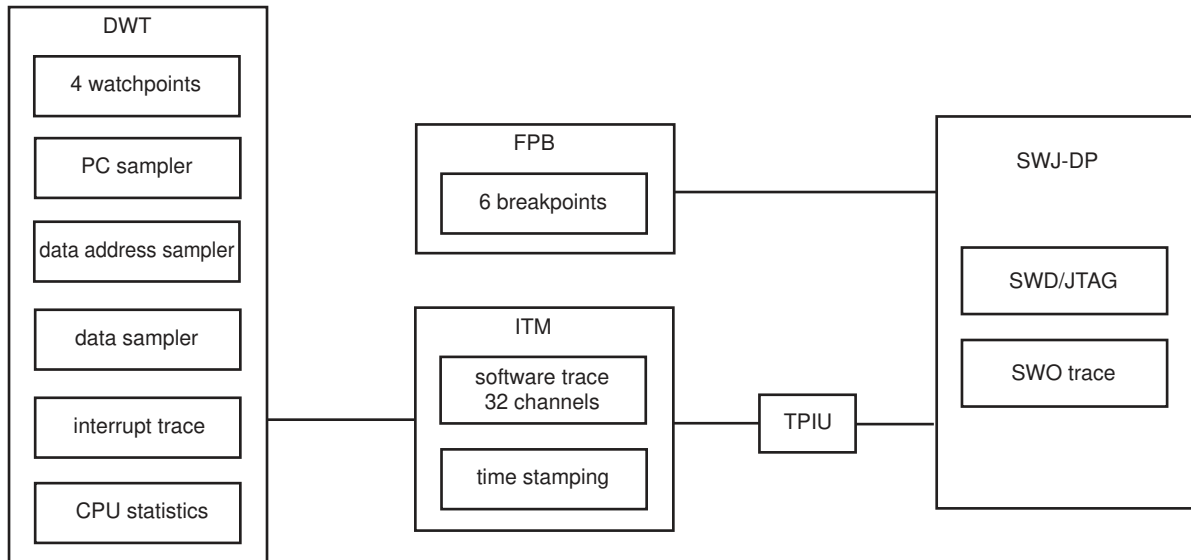 DWT
4 watchpoints
PC sampler
data address sampler
data sampler
interrupt trace
CPU statistics
FPB
6 breakpoints
ITM
software trace
32 channels
time stamping
TPIU
SWJ-DP
SWD/JTAG
SWO trace